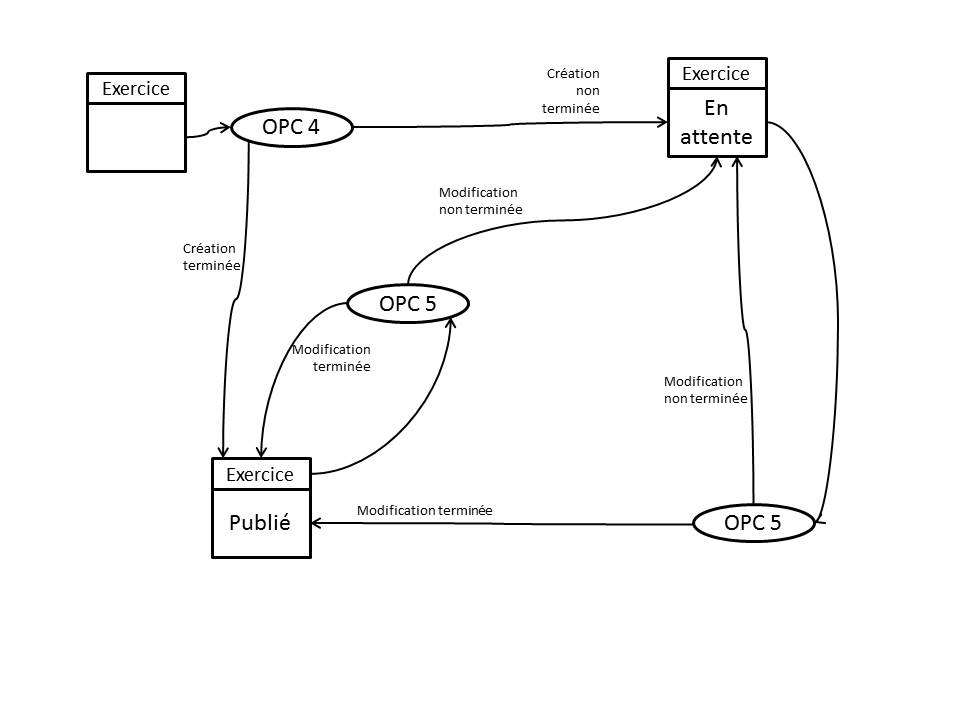 Exercice
OPC 4
Création
non
terminée
Exercice
En
attente
Modification
non terminée
Création
terminée
OPC 5
Modification
terminée
Modification
non terminée
Exercice
Publié
Modification terminée
OPC 5